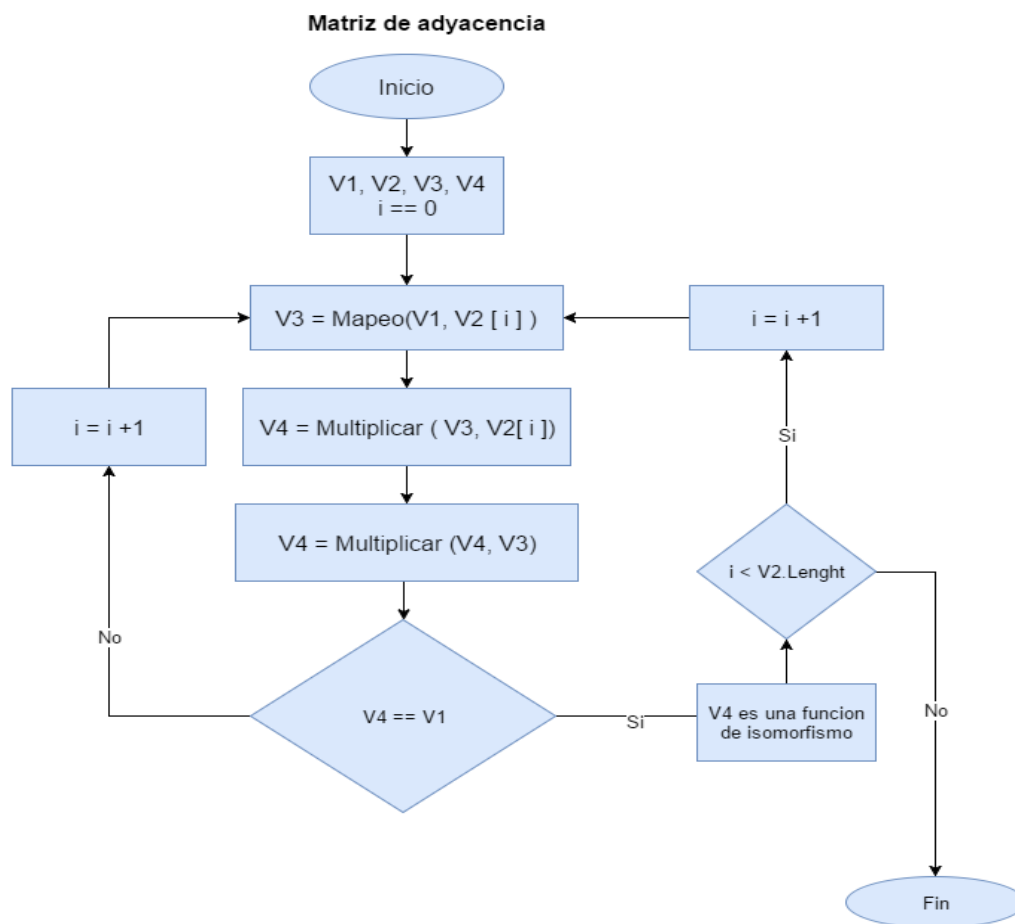 Matriz de adyacencia
Inicio
V1, V2, V3, V4
i == 0
V3 = Mapeo(V1, V2 [ i ] )
i = i +1
i = i +1
V4 = Multiplicar ( V3, V2[ i ])
Si
V4 = Multiplicar (V4, V3)
i < V2.Lenght
No
V4 == V1
Si
V4 es una funcion
de isomorfismo
No
Fin